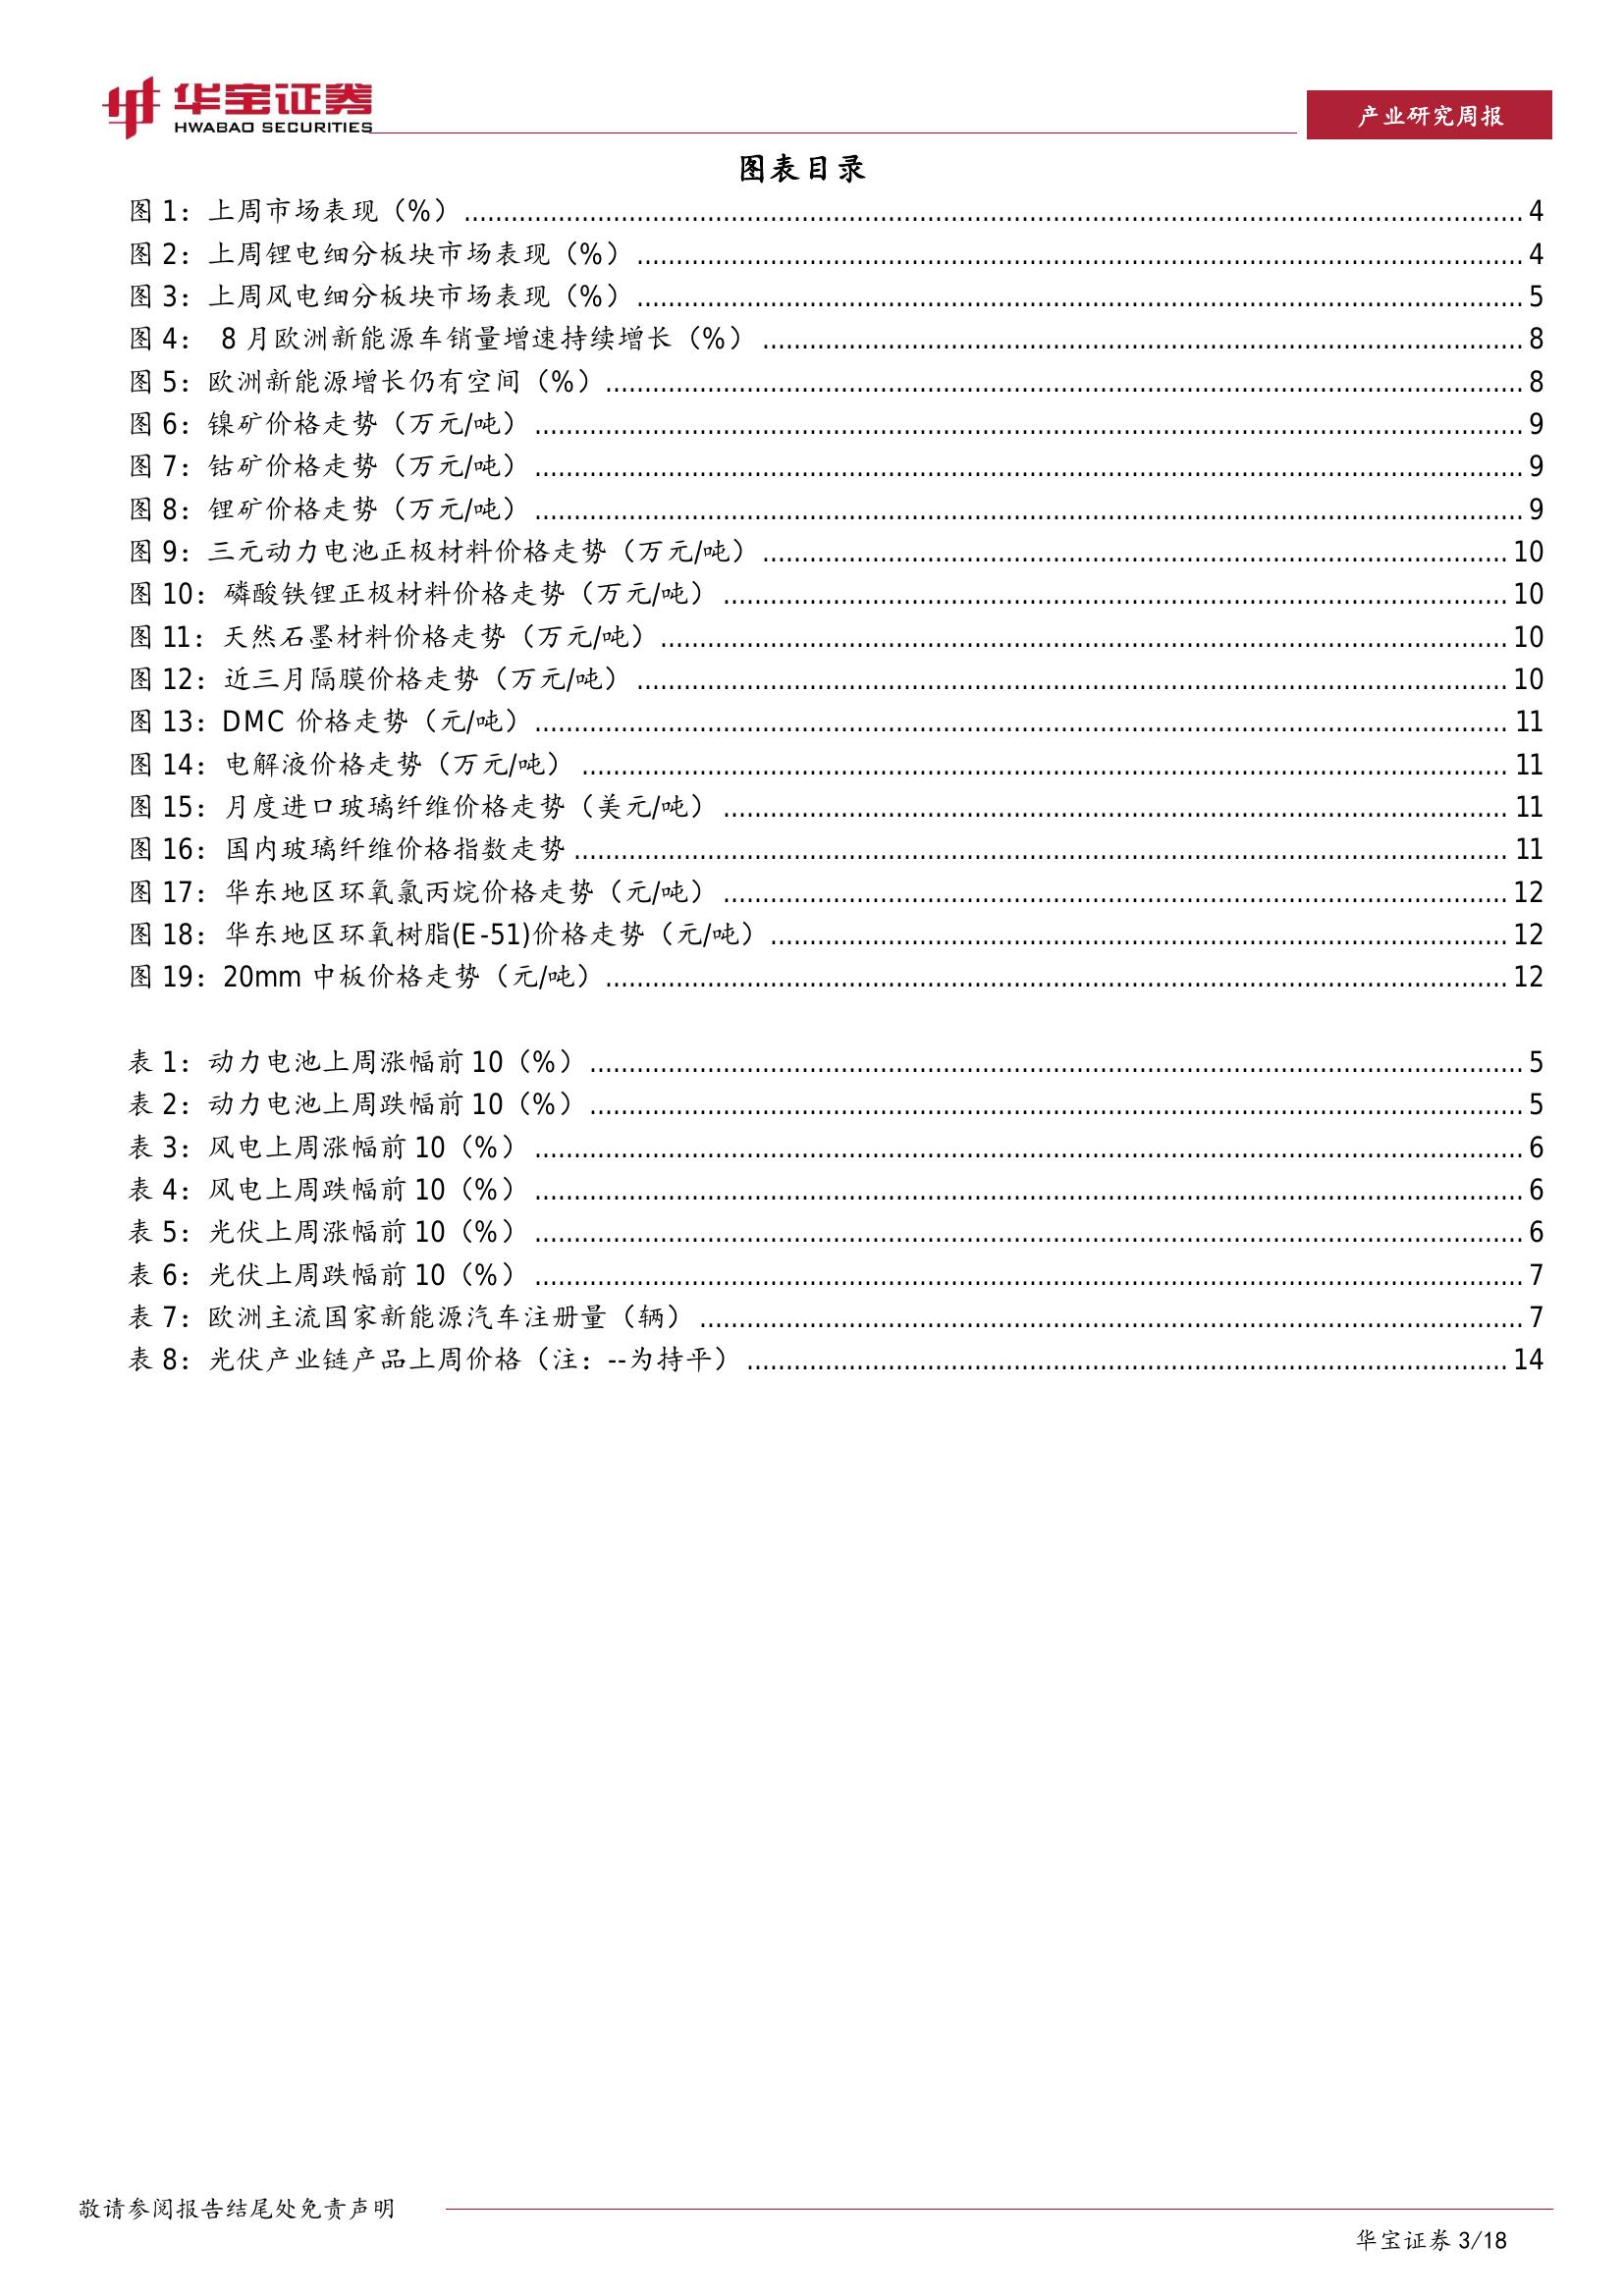 华宝证券
HWABAO SECURITIES
产业研究周报
图表目录
图 1：上周市场表现（%）........................................ 4
图 2：上周锂电细分板块市场表现（%）........................................ 4
图 3：上周风电细分板块市场表现（%）........................................ 5
图 4： 8 月欧洲新能源车销量增速持续增长（%）........................................ 8
图 5：欧洲新能源增长仍有空间（%）........................................ 8
图 6：镍矿价格走势（万元/吨）........................................ 9
图 7：钴矿价格走势（万元/吨）........................................ 9
图 8：锂矿价格走势（万元/吨）........................................ 9
图 9：三元动力电池正极材料价格走势（万元/吨）........................................ 10
图 10：磷酸铁锂正极材料价格走势（万元/吨）........................................ 10
图 11：天然石墨材料价格走势（万元/吨）........................................ 10
图 12：近三月隔膜价格走势（万元/吨）........................................ 10
图 13：DMC 价格走势（元/吨）........................................ 11
图 14：电解液价格走势（万元/吨）........................................ 11
图 15：月度进口玻璃纤维价格走势（美元/吨）........................................ 11
图 16：国内玻璃纤维价格指数走势........................................ 11
图 17：华东地区环氧氯丙烷价格走势（元/吨）........................................ 12
图 18：华东地区环氧树脂(E-51)价格走势（元/吨）........................................ 12
图 19：20mm 中板价格走势（元/吨）........................................ 12
表 1：动力电池上周涨幅前 10（%）........................................ 5
表 2：动力电池上周跌幅前 10（%）........................................ 5
表 3：风电上周涨幅前 10（%）........................................ 6
表 4：风电上周跌幅前 10（%）........................................ 6
表 5：光伏上周涨幅前 10（%）........................................ 6
表 6：光伏上周跌幅前 10（%）........................................ 7
表 7：欧洲主流国家新能源汽车注册量（辆）........................................ 7
表 8：光伏产业链产品上周价格（注：--为持平）........................................ 14
敬请参阅报告结尾处免责声明
华宝证券 3/18